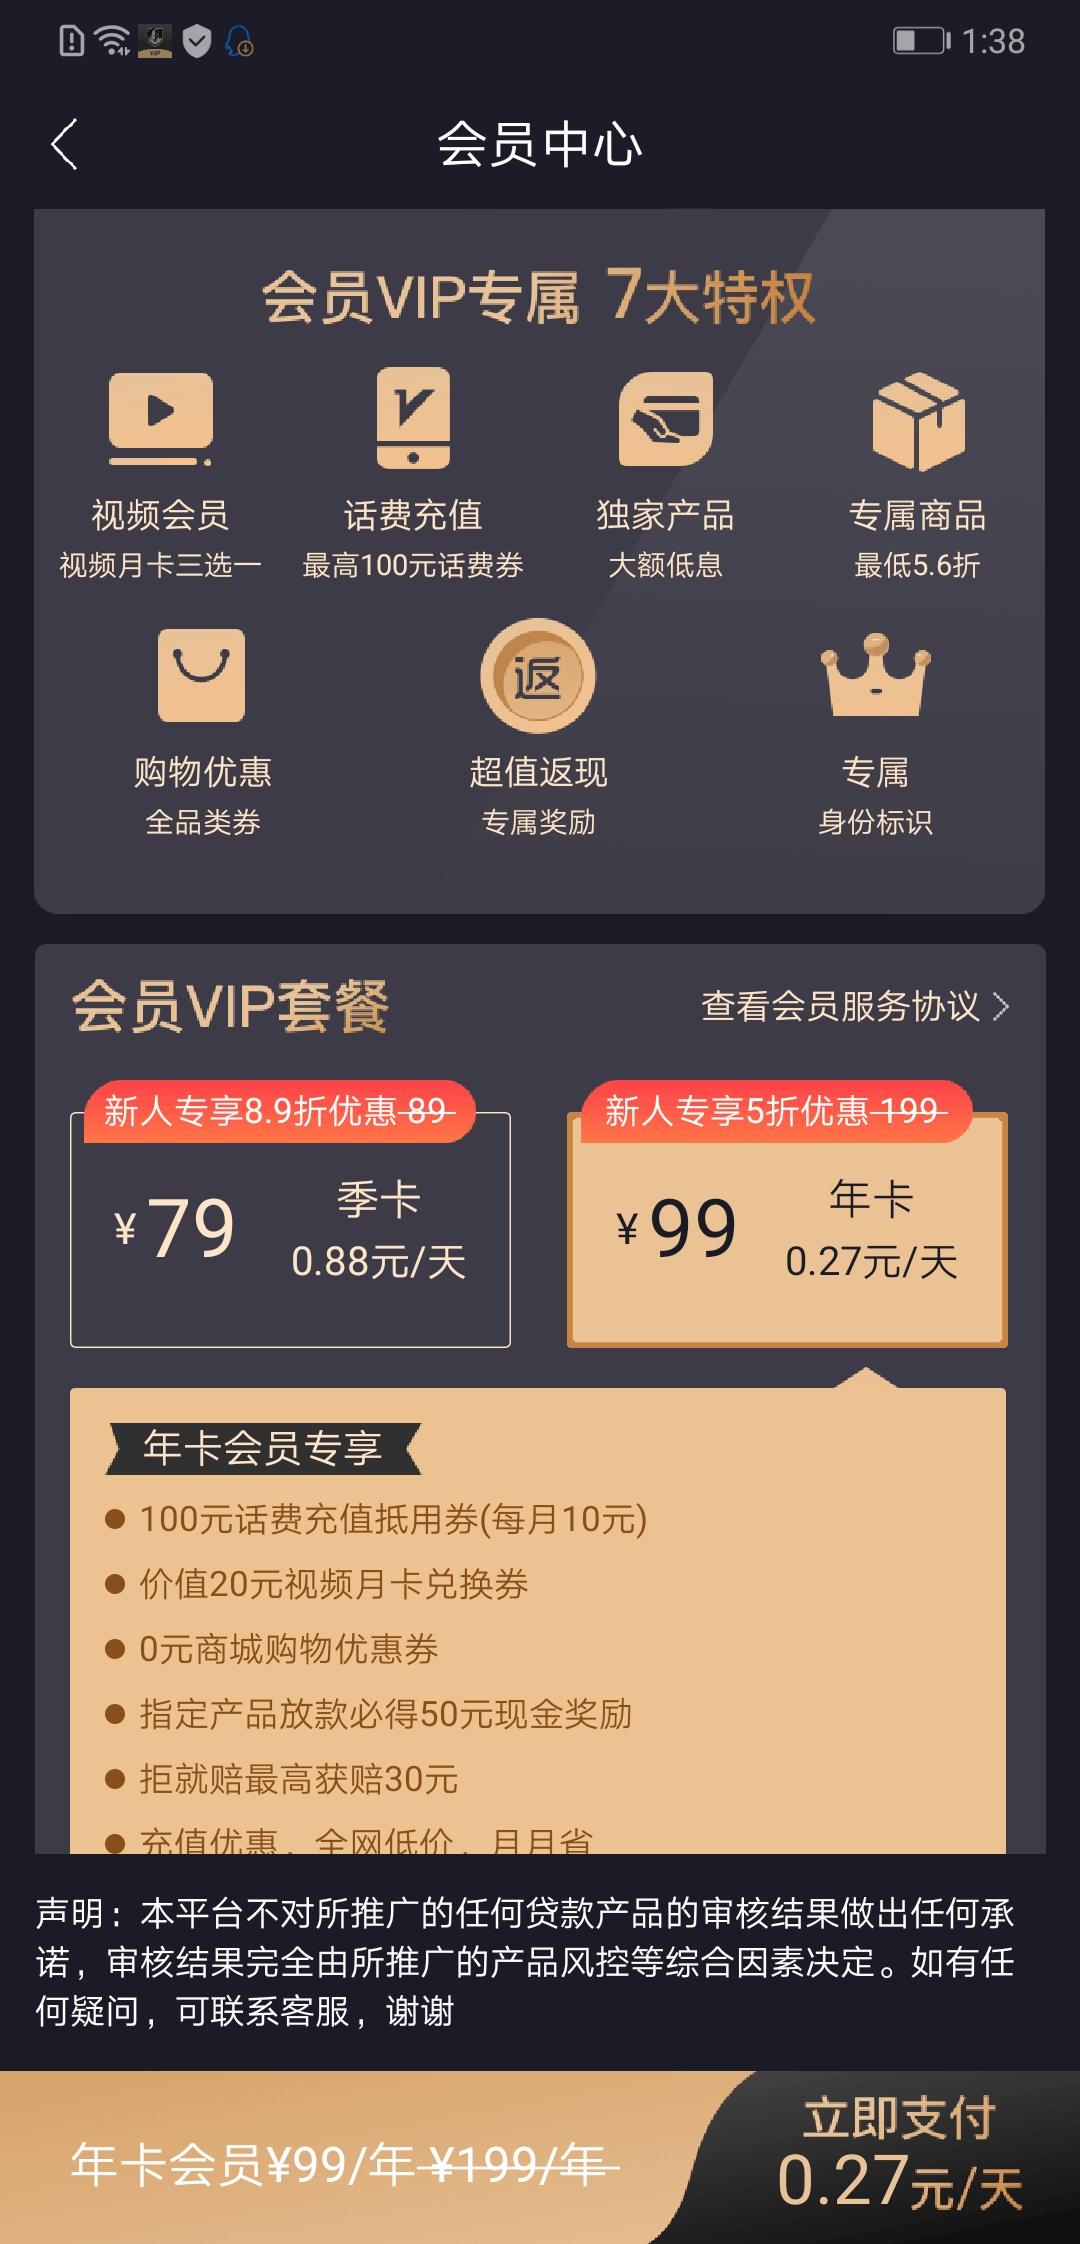 1:38
会员中心
会员VIP专属 7大特权
视频会员 话费充值 独家产品 专属商品
视频月卡三选一 最高100元话费券 大额低息 最低5.6折
返
购物优惠 超值返现 专属
全品类券 专属奖励 身份标识
会员VIP套餐 查看会员服务协议
新人专享8.9折优惠 89 新人专享5折优惠 199
¥79 季卡 ¥99 年卡
0.88元/天 0.27元/天
年卡会员专享
100元话费充值抵用券(每月10元)
价值20元视频月卡兑换券
0元商城购物优惠券
指定产品放款必得50元现金奖励
拒就赔最高获赔30元
充值优惠，全网低价，月月省
声明：本平台不对所推广的任何贷款产品的审核结果做出任何承
诺，审核结果完全由所推广的产品风控等综合因素决定。如有任
何疑问，可联系客服，谢谢
年卡会员¥99/年 ¥199/年 立即支付
0.27元/天